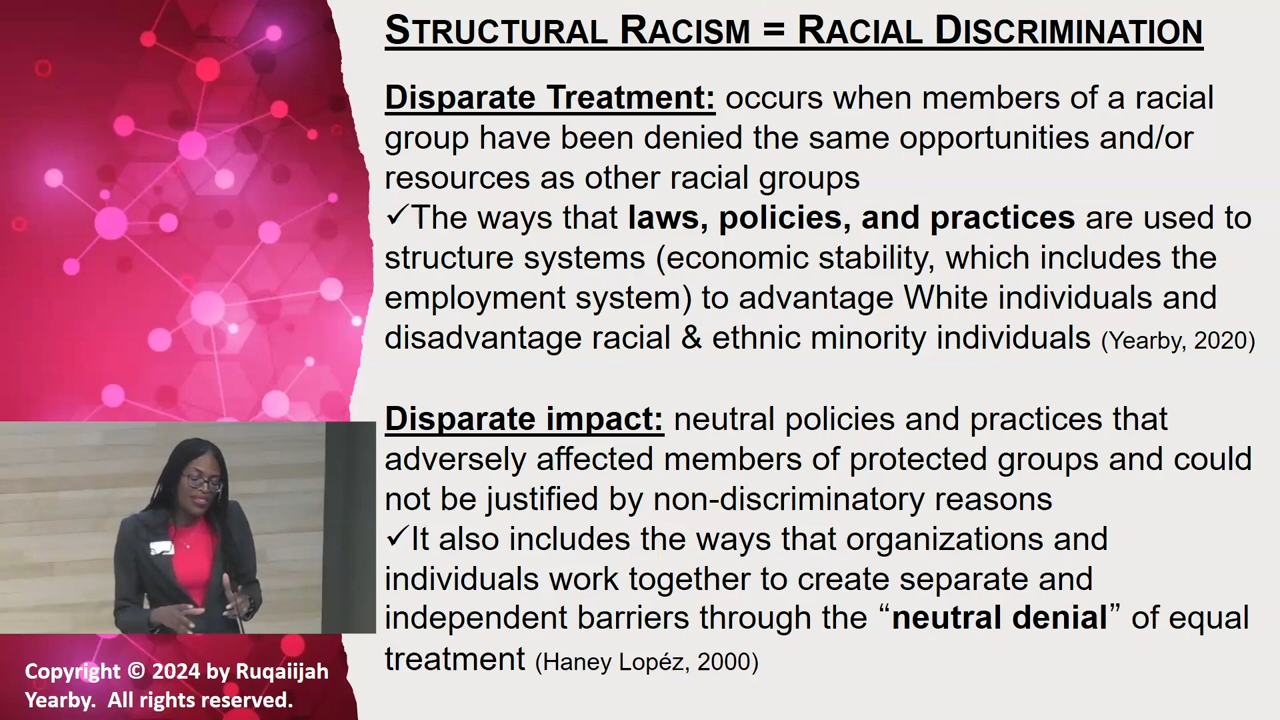 STRUCTURAL RACISM = RACIAL DISCRIMINATION
Disparate Treatment: occurs when members of a racial
group have been denied the same opportunities and/or
resources as other racial groups
✓The ways that laws, policies, and practices are used to
structure systems (economic stability, which includes the
employment system) to advantage White individuals and
disadvantage racial & ethnic minority individuals (Yearby, 2020)
Disparate impact: neutral policies and practices that
adversely affected members of protected groups and could
not be justified by non-discriminatory reasons
✓It also includes the ways that organizations and
individuals work together to create separate and
independent barriers through the “neutral denial” of equal
treatment (Haney Lopéz, 2000)
Copyright © 2024 by Ruqaiijah
Yearby. All rights reserved.